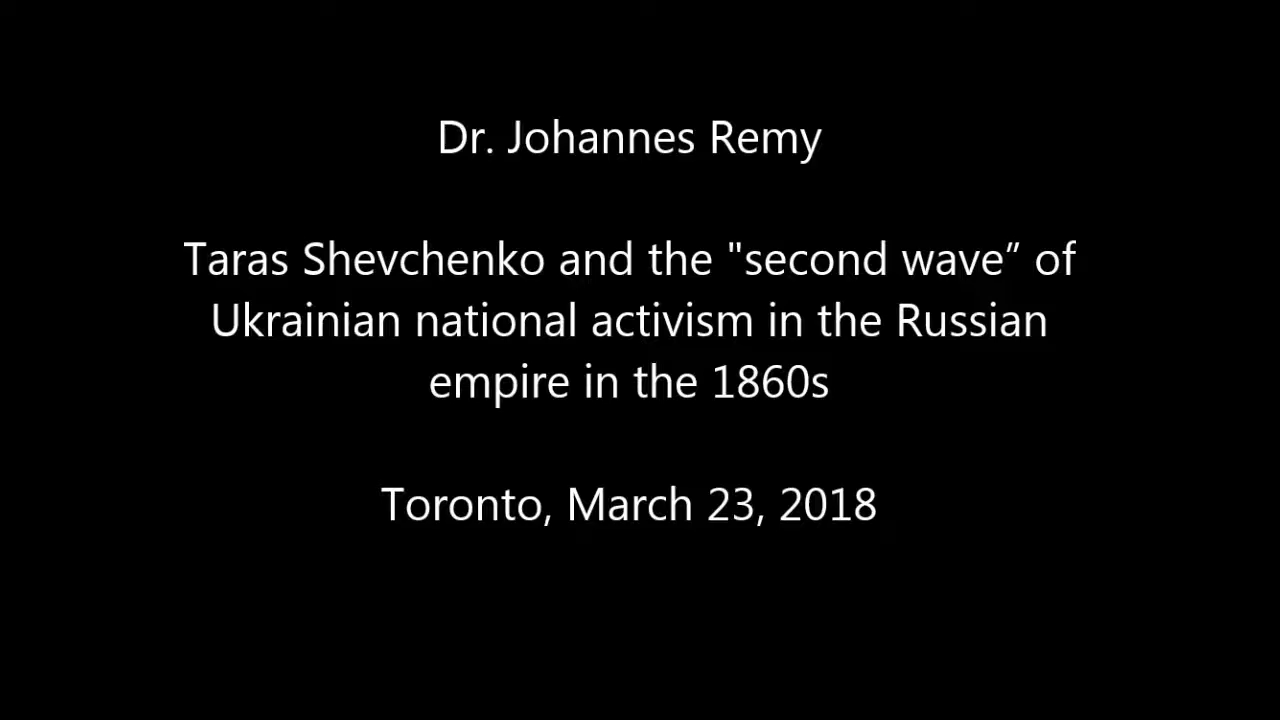 Dr. Johannes Remy
Taras Shevchenko and the "second wave” of
Ukrainian national activism in the Russian
empire in the 1860s
Toronto, March 23, 2018